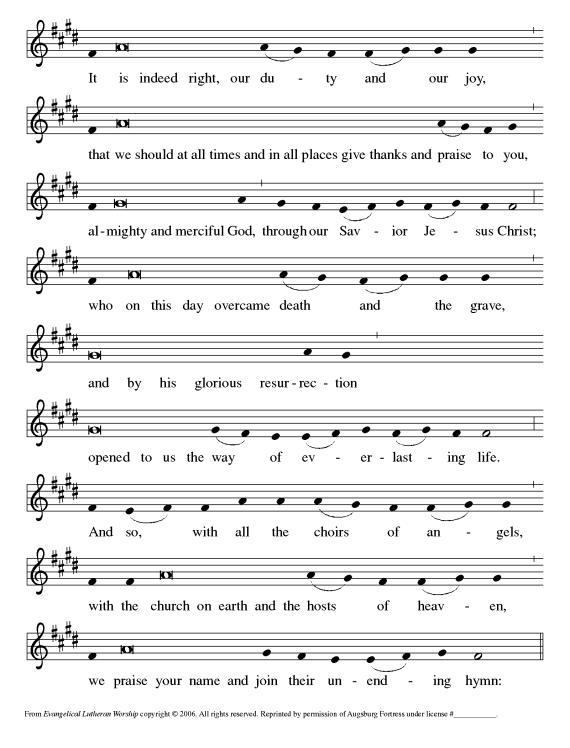 It is indeed right, our du - ty and our joy,
that we should at all times and in all places give thanks and praise to you,
al - mighty and merciful God, through our Sav - ior Je - sus Christ;
who on this day overcame death and the grave,
and by his glorious resur - rec - tion
opened to us the way of ev - er - last - ing life.
And so, with all the choirs of an - gels,
with the church on earth and the hosts of heav - en,
we praise your name and join their un - end - ing hymn:
From Evangelical Lutheran Worship copyright © 2006. All rights reserved. Reprinted by permission of Augsburg Fortress under license #___________.